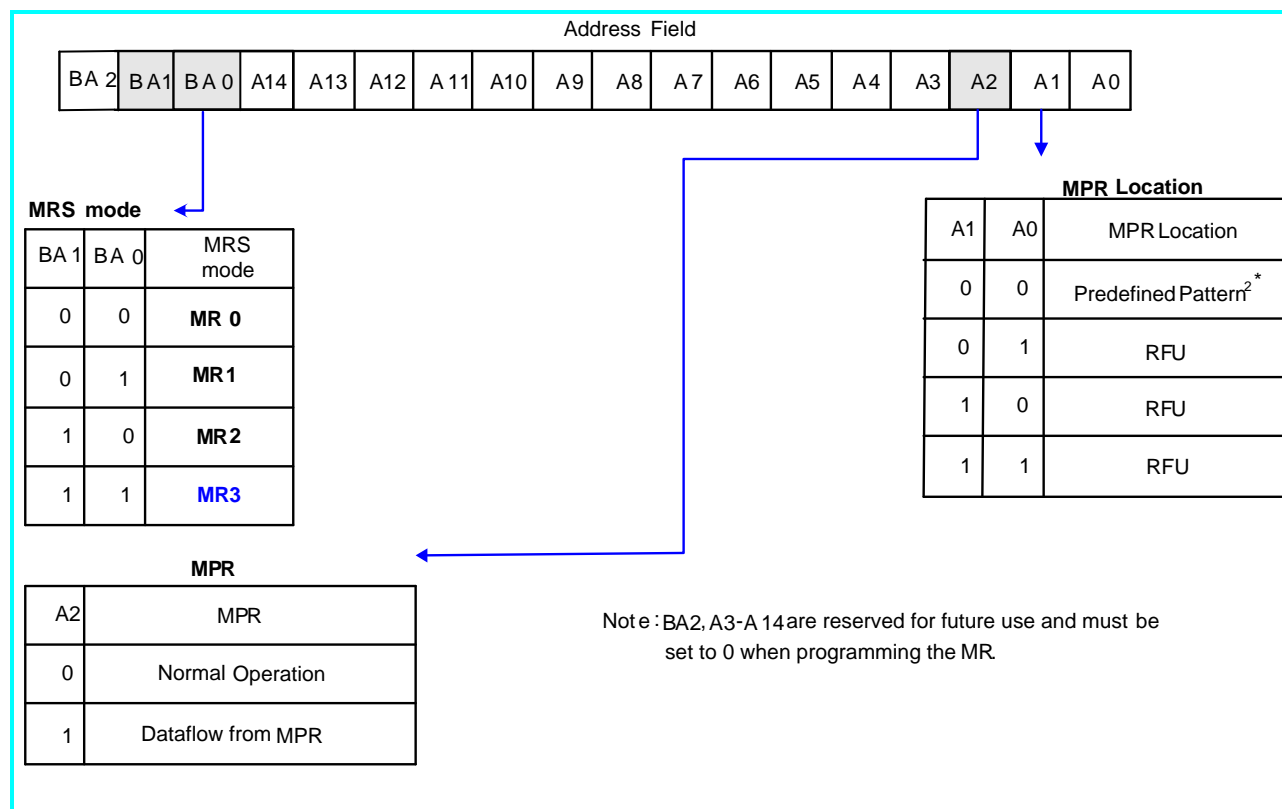 Address Field
BA 2 BA1 BA 0 A14 A13 A12 A 11 A10 A 9 A8 A 7 A6 A5 A 4 A3 A2 A1 A 0
MPR Location
A1 A0 MPR Location
0 0 Predefined Pattern2*
0 1 RFU
1 0 RFU
1 1 RFU
MRS mode
BA 1 BA 0 MRS mode
0 0 MR 0
0 1 MR1
1 0 MR2
1 1 MR3
MPR
A2 MPR
0 Normal Operation
1 Dataflow from MPR
Note : BA2, A3-A 14 are reserved for future use and must be
set to 0 when programming the MR.